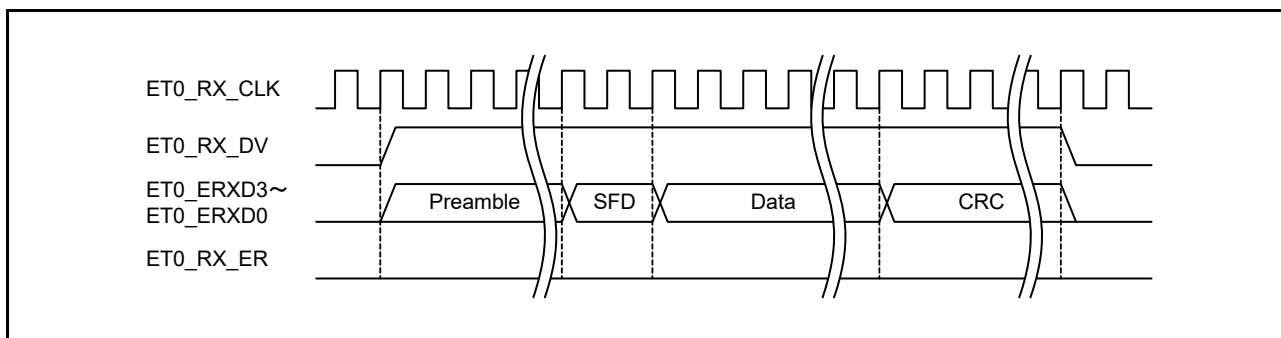 ET0_RX_CLK
ET0_RX_DV
ET0_ERXD3～
ET0_ERXD0
Preamble SFD Data CRC
ET0_RX_ER